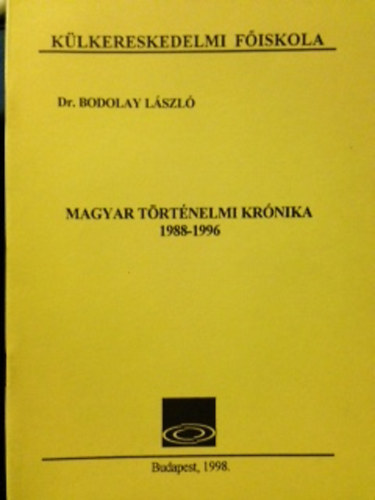 KÜLKERESKEDELMI FŐISKOLA
Dr. BODOLAY LÁSZLÓ
MAGYAR TÖRTÉNELMI KRÓNIKA
1988-1996
Budapest, 1998.